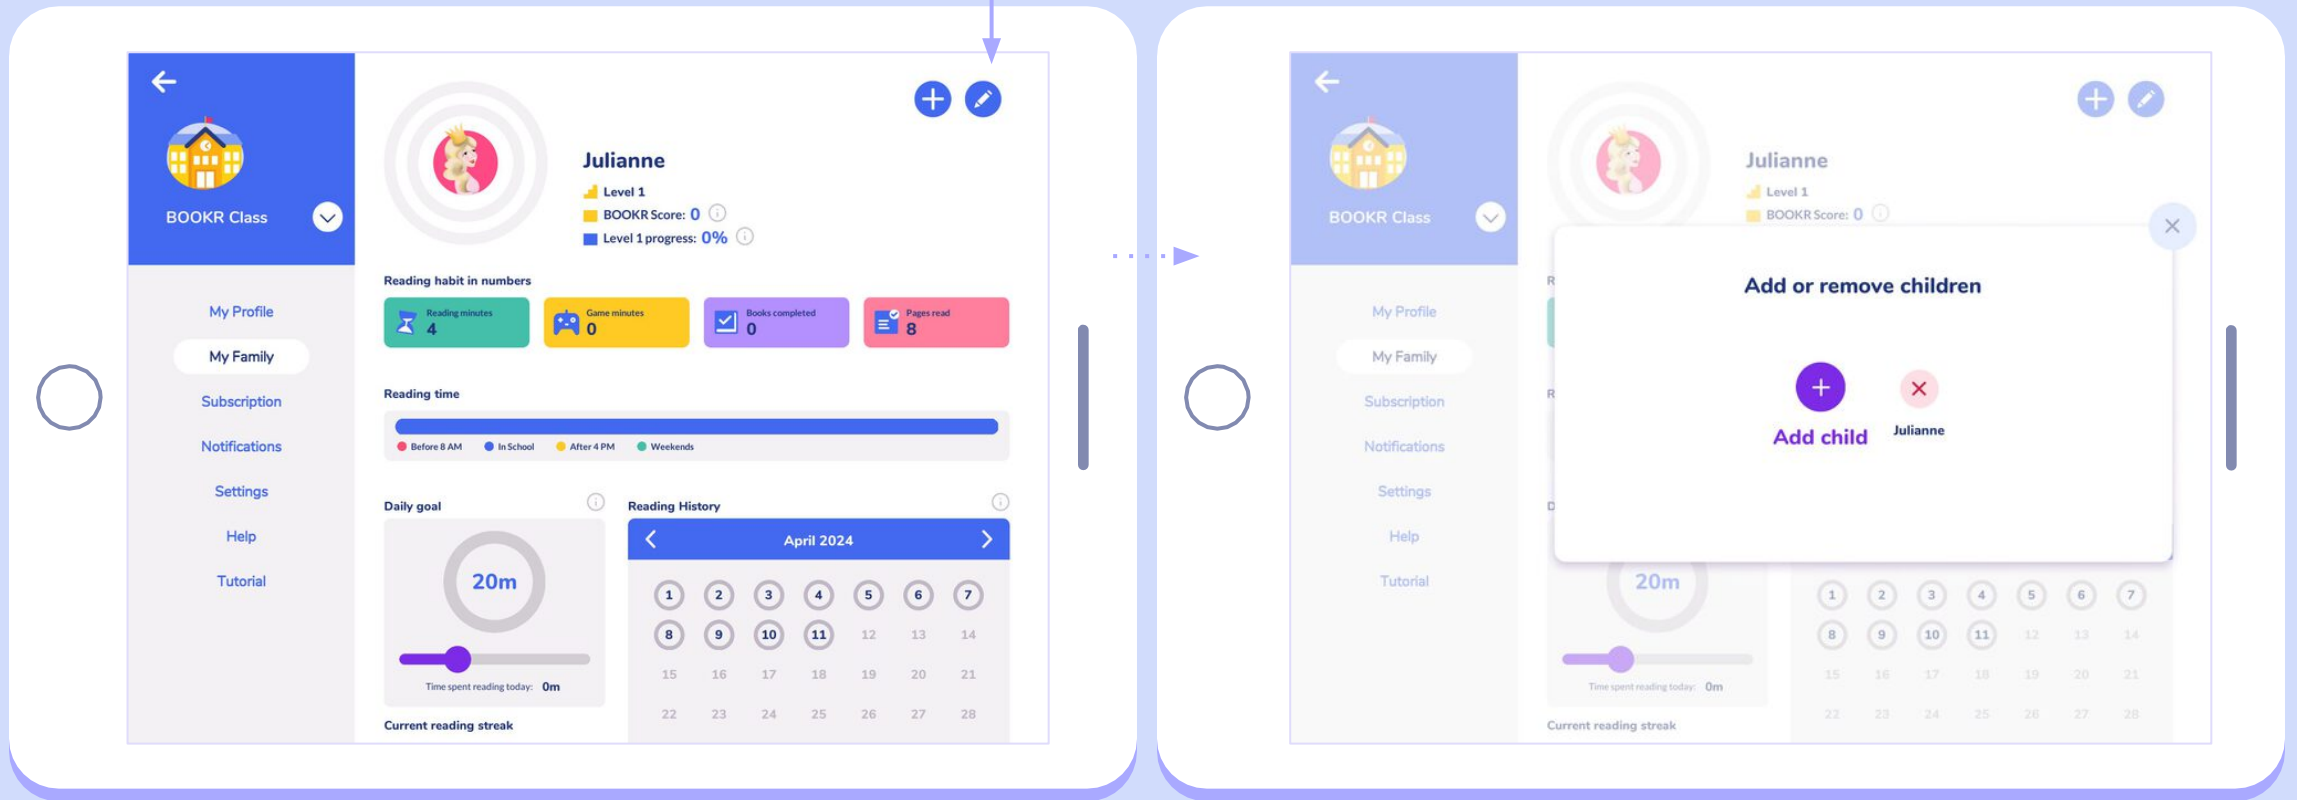 BOOKR Class
My Profile
My Family
Subscription
Notifications
Settings
Help
Tutorial
Julianne
Level 1
BOOKR Score: 0
Level 1 progress: 0%
Reading habit in numbers
Reading minutes
4
Game minutes
0
Books completed
0
Pages read
8
Reading time
Before 8 AM In School After 4 PM Weekends
Daily goal
20m
Time spent reading today: 0m
Current reading streak
Reading History
April 2024
1 2 3 4 5 6 7
8 9 10 11 12 13 14
15 16 17 18 19 20 21
22 23 24 25 26 27 28
BOOKR Class
My Profile
My Family
Subscription
Notifications
Settings
Help
Tutorial
Julianne
Level 1
BOOKR Score: 0
Add or remove children
Add child
Julianne
R
R
D
20m
Time spent reading today: 0m
Current reading streak
1 2 3 4 5 6 7
8 9 10 11 12 13 14
15 16 17 18 19 20 21
22 23 24 25 26 27 28